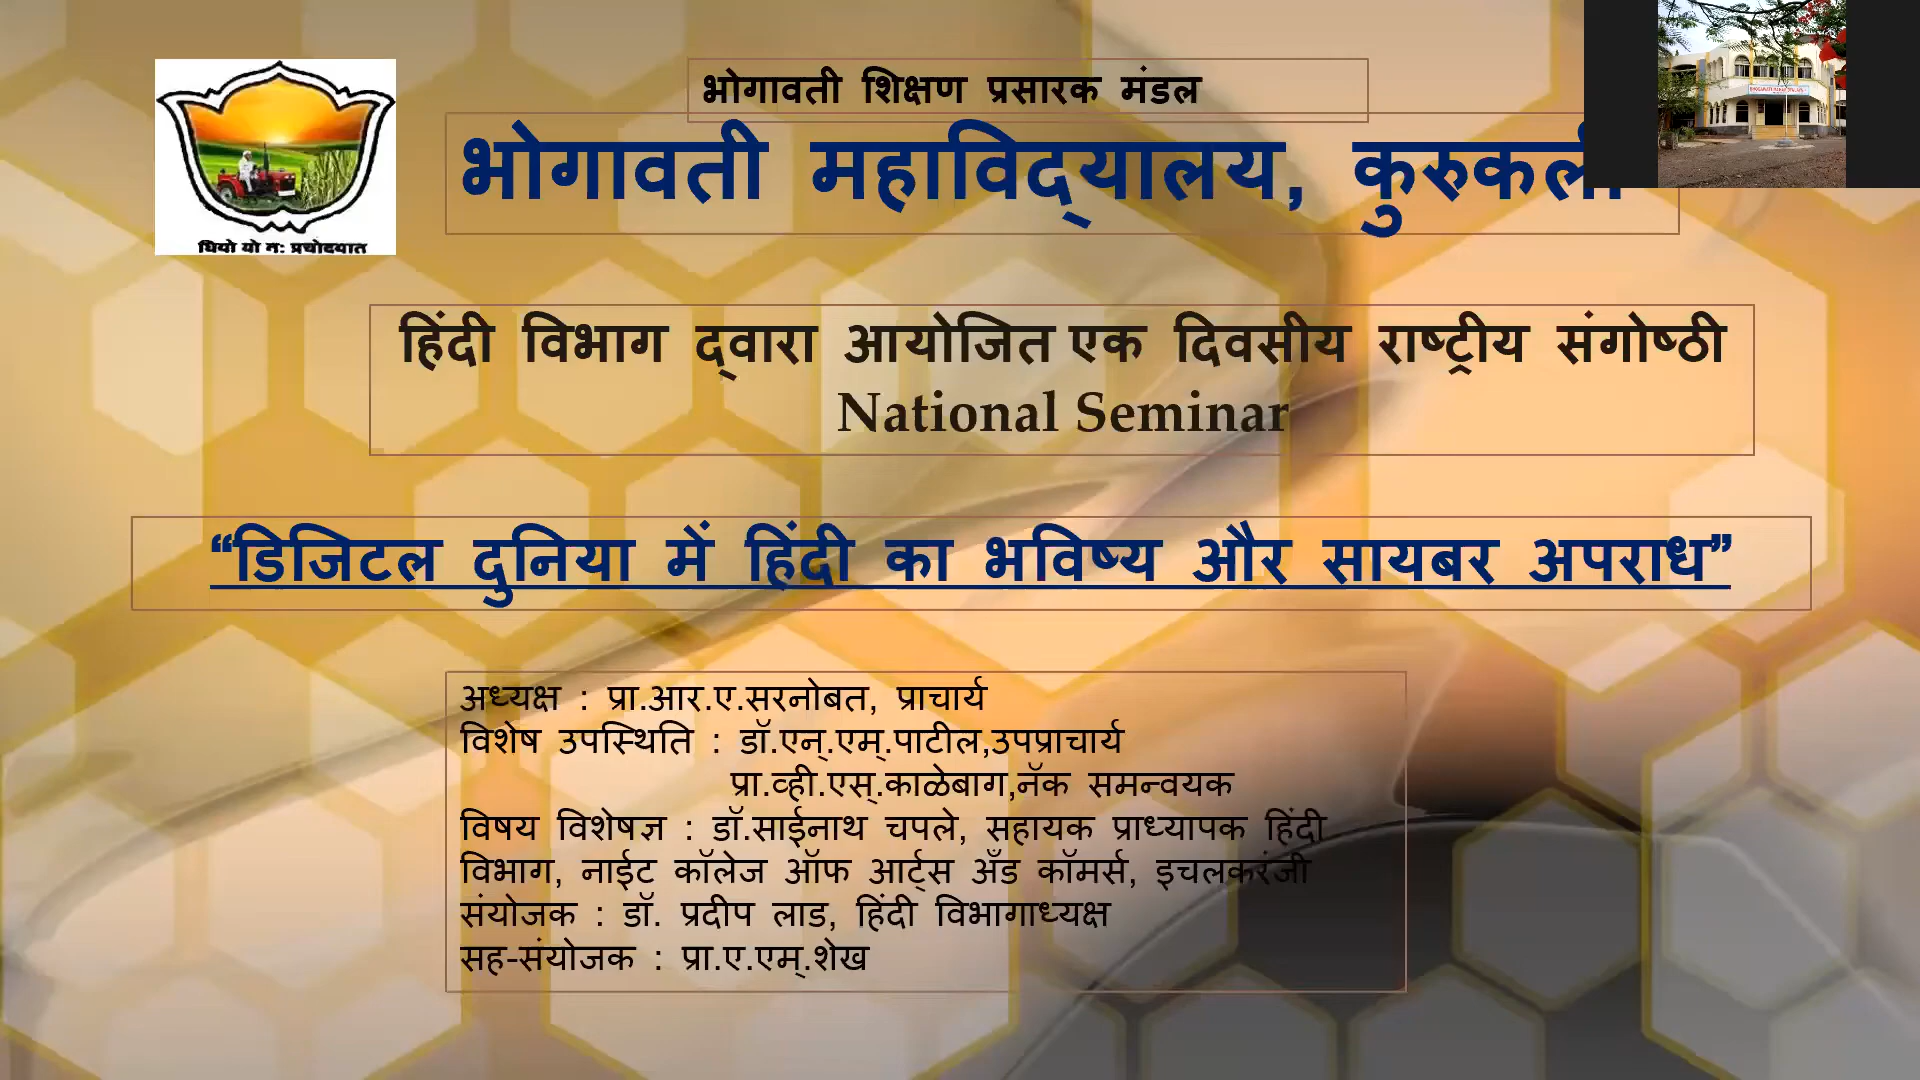 भोगावती शिक्षण प्रसारक मंडल
भोगावती महाविद्यालय, कुरुकली
धियो यो न: प्रचोदयात
हिंदी विभाग द्वारा आयोजित एक दिवसीय राष्ट्रीय संगोष्ठी
National Seminar
“डिजिटल दुनिया में हिंदी का भविष्य और सायबर अपराध”
अध्यक्ष : प्रा.आर.ए.सरनोबत, प्राचार्य
विशेष उपस्थिति : डॉ.एन्.एम्.पाटील,उपप्राचार्य
प्रा.व्ही.एस्.काळेबाग,नॅक समन्वयक
विषय विशेषज्ञ : डॉ.साईनाथ चपले, सहायक प्राध्यापक हिंदी
विभाग, नाईट कॉलेज ऑफ आर्ट्स अँड कॉमर्स, इचलकरंजी
संयोजक : डॉ. प्रदीप लाड, हिंदी विभागाध्यक्ष
सह-संयोजक : प्रा.ए.एम्.शेख